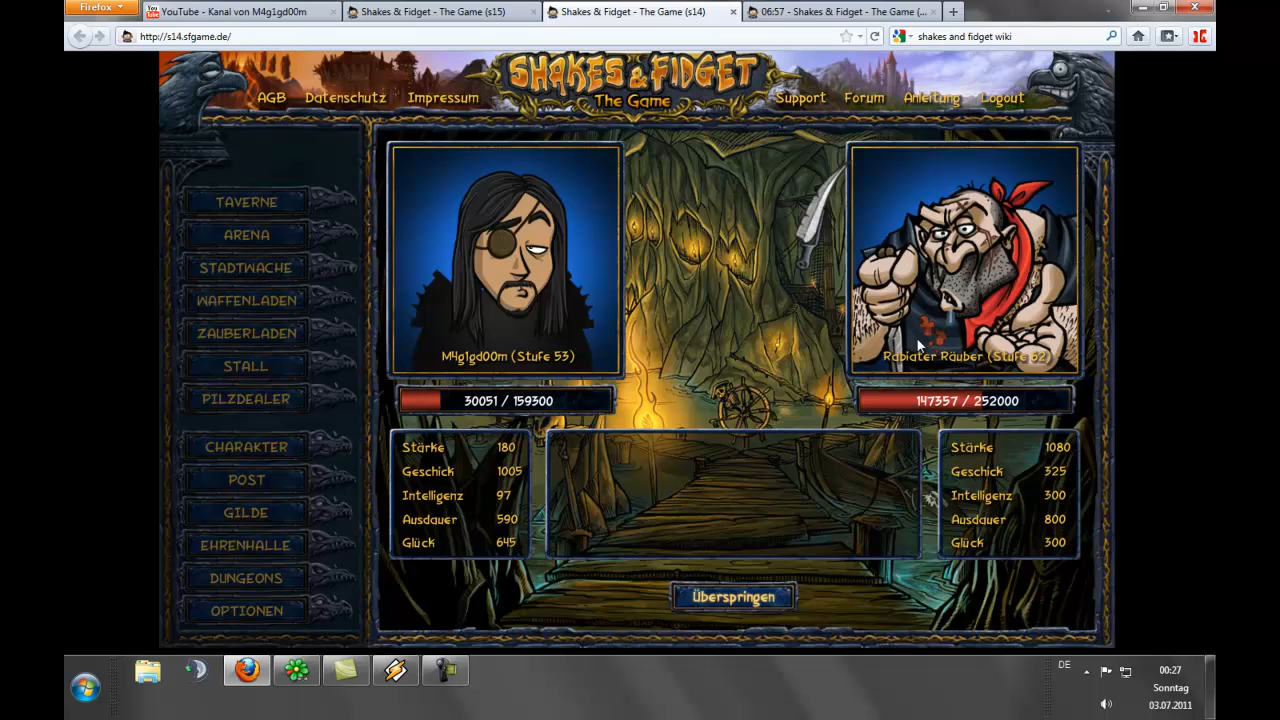 Firefox
YouTube - Kanal von M4g1gd00m
Shakes & Fidget - The Game (s15)
Shakes & Fidget - The Game (s14)
06:57 - Shakes & Fidget - The Game (...
http://s14.sfgame.de/
shakes and fidget wiki
SHAKES & FIDGET
The Game
AGB
Datenschutz
Impressum
Support
Forum
Anleitung
Logout
TAVERNE
ARENA
STADTWACHE
WAFFENLADEN
ZAUBERLADEN
STALL
PILZDEALER
CHARAKTER
POST
GILDE
EHRENHALLE
DUNGEONS
OPTIONEN
M4g1gd00m (Stufe 53)
30051 / 159300
Stärke 180
Geschick 1005
Intelligenz 97
Ausdauer 590
Glück 645
Rabiater Räuber (Stufe 62)
147357 / 252000
Stärke 1080
Geschick 325
Intelligenz 300
Ausdauer 800
Glück 300
Überspringen
DE
00:27
Sonntag
03.07.2011